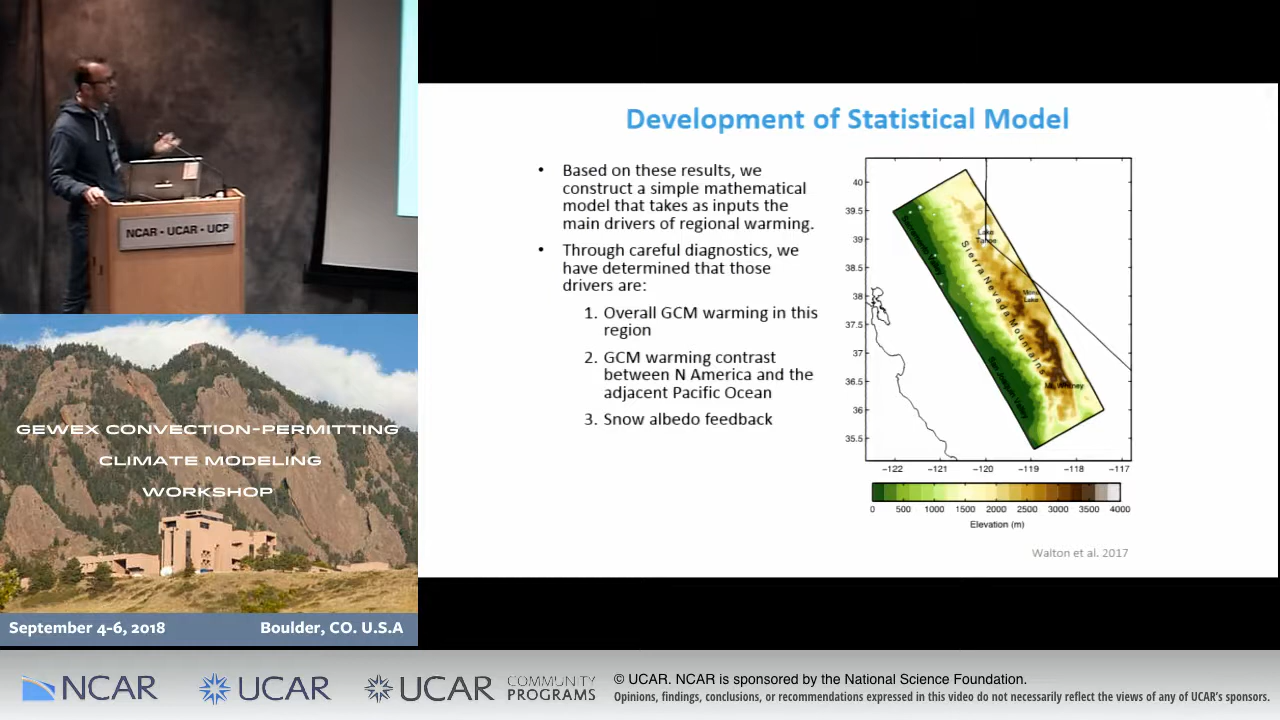 NCAR • UCAR • UCP
GEWEX CONVECTION-PERMITTING
CLIMATE MODELING
WORKSHOP
September 4-6, 2018
Boulder, CO. U.S.A
Development of Statistical Model
• Based on these results, we
construct a simple mathematical
model that takes as inputs the
main drivers of regional warming.
• Through careful diagnostics, we
have determined that those
drivers are:
1. Overall GCM warming in this
region
2. GCM warming contrast
between N America and the
adjacent Pacific Ocean
3. Snow albedo feedback
40
39.5
39
38.5
38
37.5
37
36.5
36
35.5
−122
−121
−120
−119
−118
−117
Lake
Tahoe
Sierra Nevada Mountains
Mono
Lake
San Joaquin Valley
Mt. Whitney
0
500
1000
1500
2000
2500
3000
3500
4000
Elevation (m)
Walton et al. 2017
NCAR
UCAR
UCAR
COMMUNITY
PROGRAMS
© UCAR. NCAR is sponsored by the National Science Foundation.
Opinions, findings, conclusions, or recommendations expressed in this video do not necessarily reflect the views of any of UCAR's sponsors.